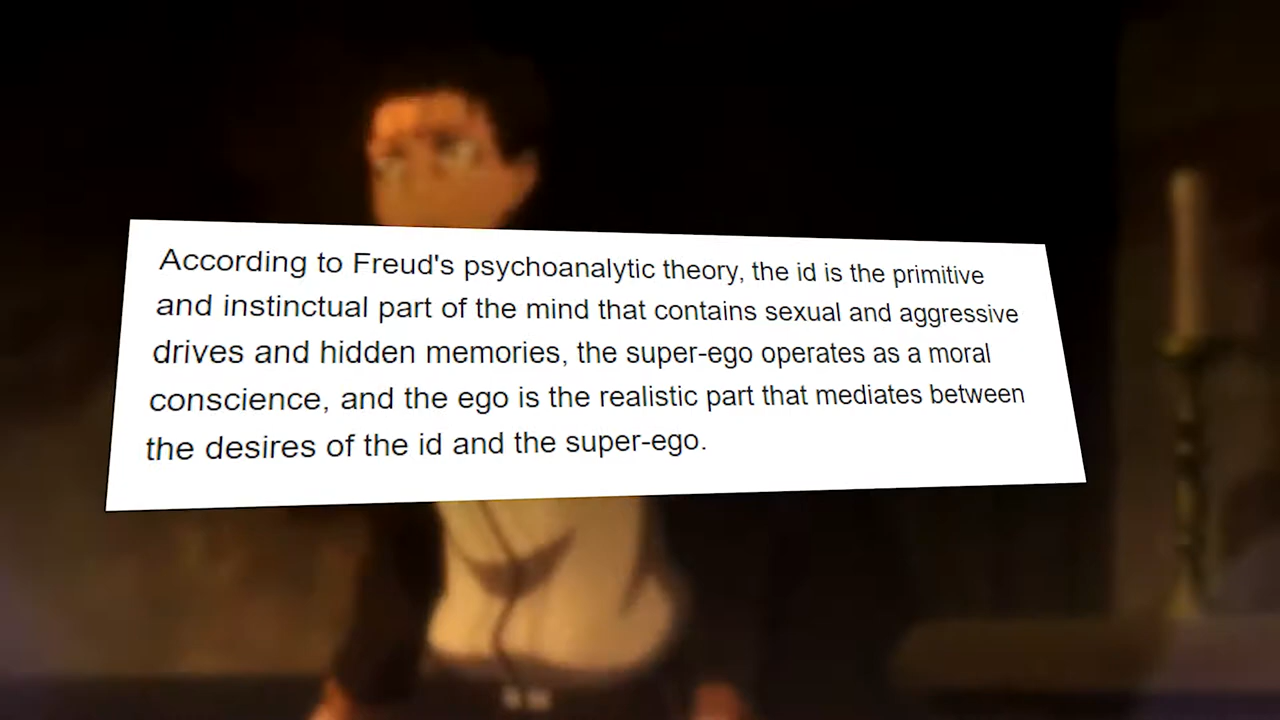 According to Freud's psychoanalytic theory, the id is the primitive
and instinctual part of the mind that contains sexual and aggressive
drives and hidden memories, the super-ego operates as a moral
conscience, and the ego is the realistic part that mediates between
the desires of the id and the super-ego.